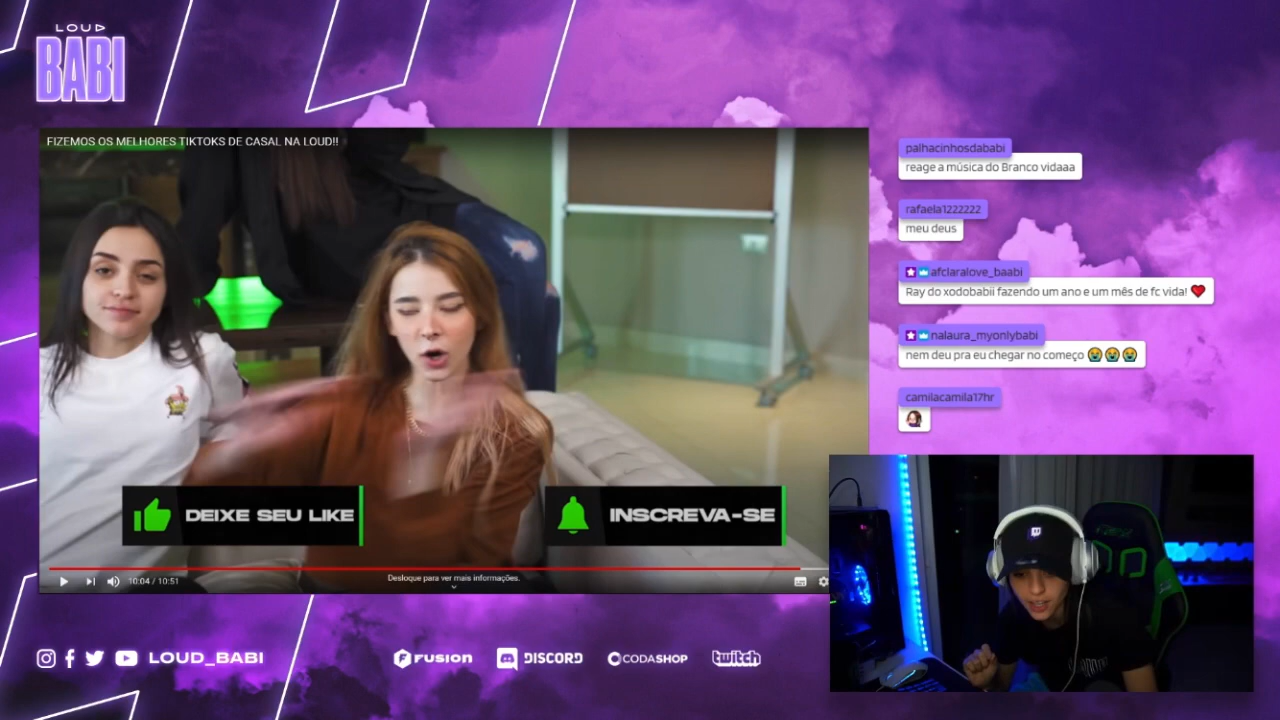 LOUD
BABI
FIZEMOS OS MELHORES TIKTOKS DE CASAL NA LOUD!!
palhacinhosdababi
reage a música do Branco vidaaa
rafaela1222222
meu deus
afclaralove_baabi
Ray do xodobabii fazendo um ano e um mês de fc vida! ❤️
nalaura_myonlybabi
nem deu pra eu chegar no começo 😭😭😭
camilacamila17hr
DEIXE SEU LIKE
INSCREVA-SE
10:04 / 10:51
Desloque para ver mais informações.
LOUD_BABI
FUSION
DISCORD
CODASHOP
twitch